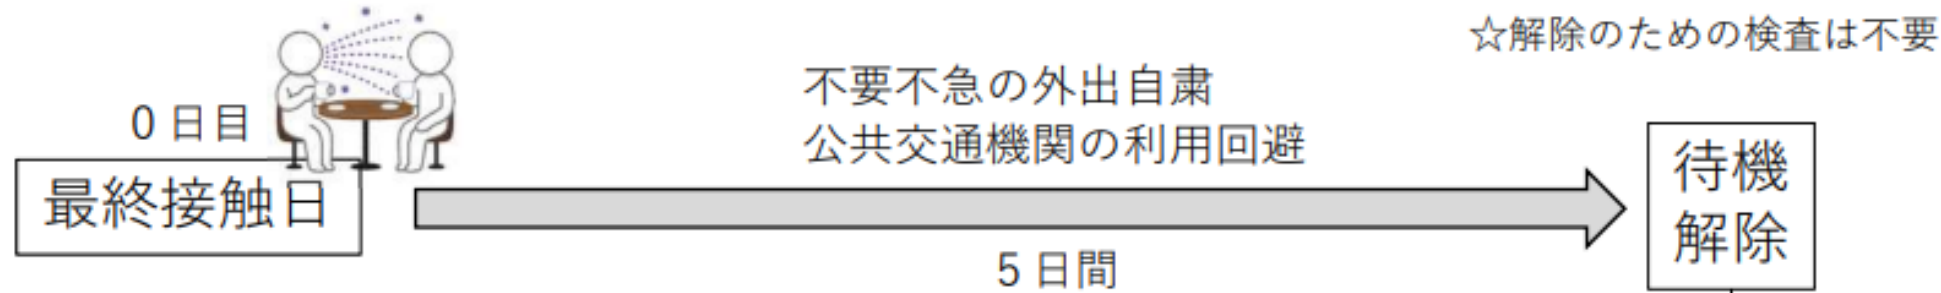 ☆解除のための検査は不要
0日目
最終接触日
不要不急の外出自粛
公共交通機関の利用回避
5日間
待機
解除